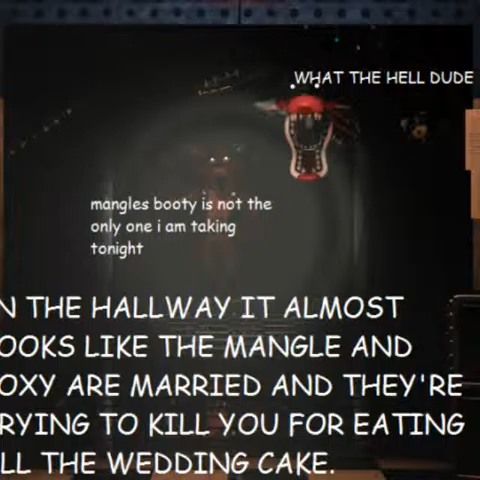 WHAT THE HELL DUDE
mangles booty is not the
only one i am taking
tonight
N THE HALLWAY IT ALMOST
OOKS LIKE THE MANGLE AND
OXY ARE MARRIED AND THEY'RE
RYING TO KILL YOU FOR EATING
LL THE WEDDING CAKE.